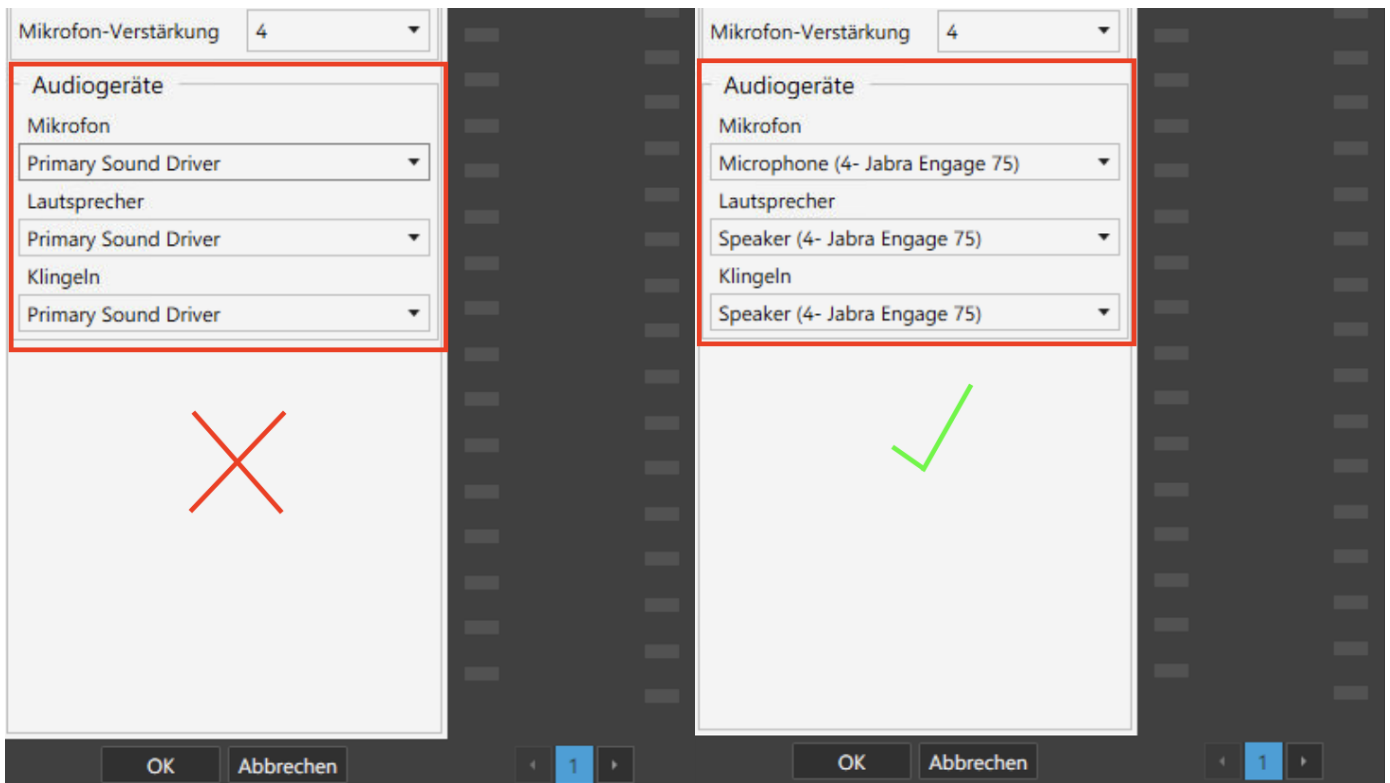 Mikrofon-Verstärkung 4
Audiogeräte
Mikrofon
Primary Sound Driver
Lautsprecher
Primary Sound Driver
Klingeln
Primary Sound Driver
OK Abbrechen
1
Mikrofon-Verstärkung 4
Audiogeräte
Mikrofon
Microphone (4- Jabra Engage 75)
Lautsprecher
Speaker (4- Jabra Engage 75)
Klingeln
Speaker (4- Jabra Engage 75)
OK Abbrechen
1